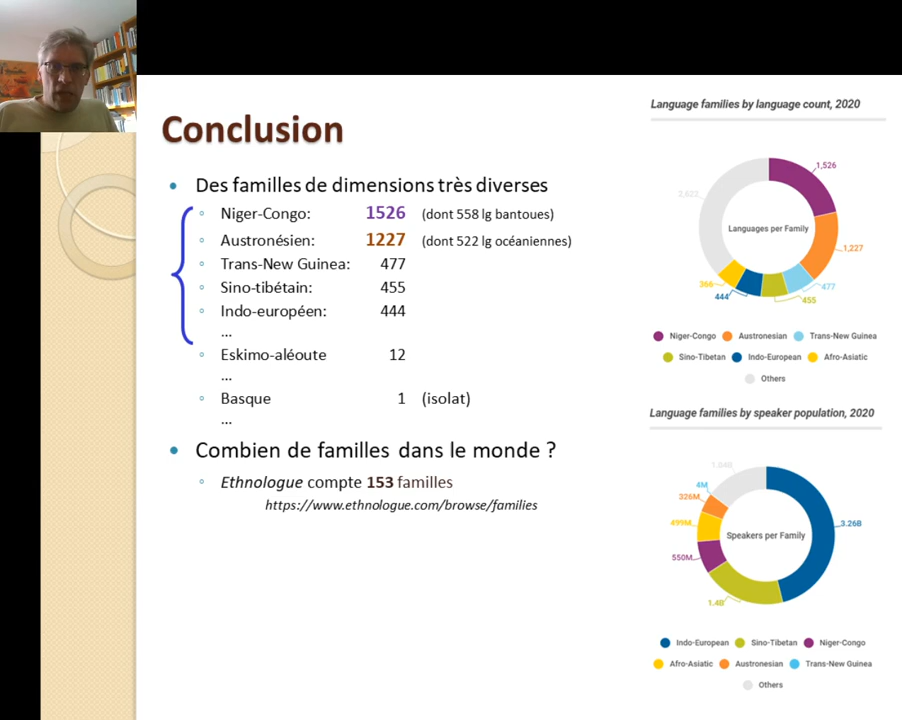 Conclusion
Des familles de dimensions très diverses
Niger-Congo: 1526 (dont 558 lg bantoues)
Austronésien: 1227 (dont 522 lg océaniennes)
Trans-New Guinea: 477
Sino-tibétain: 455
Indo-européen: 444
...
Eskimo-aléoute 12
...
Basque 1 (isolat)
...
Combien de familles dans le monde ?
Ethnologue compte 153 familles
https://www.ethnologue.com/browse/families
Language families by language count, 2020
1,526
2,622
Languages per Family
1,227
366
477
444
455
Niger-Congo Austronesian Trans-New Guinea
Sino-Tibetan Indo-European Afro-Asiatic
Others
Language families by speaker population, 2020
1.04B
4M
326M
499M
3.26B
Speakers per Family
550M
1.4B
Indo-European Sino-Tibetan Niger-Congo
Afro-Asiatic Austronesian Trans-New Guinea
Others